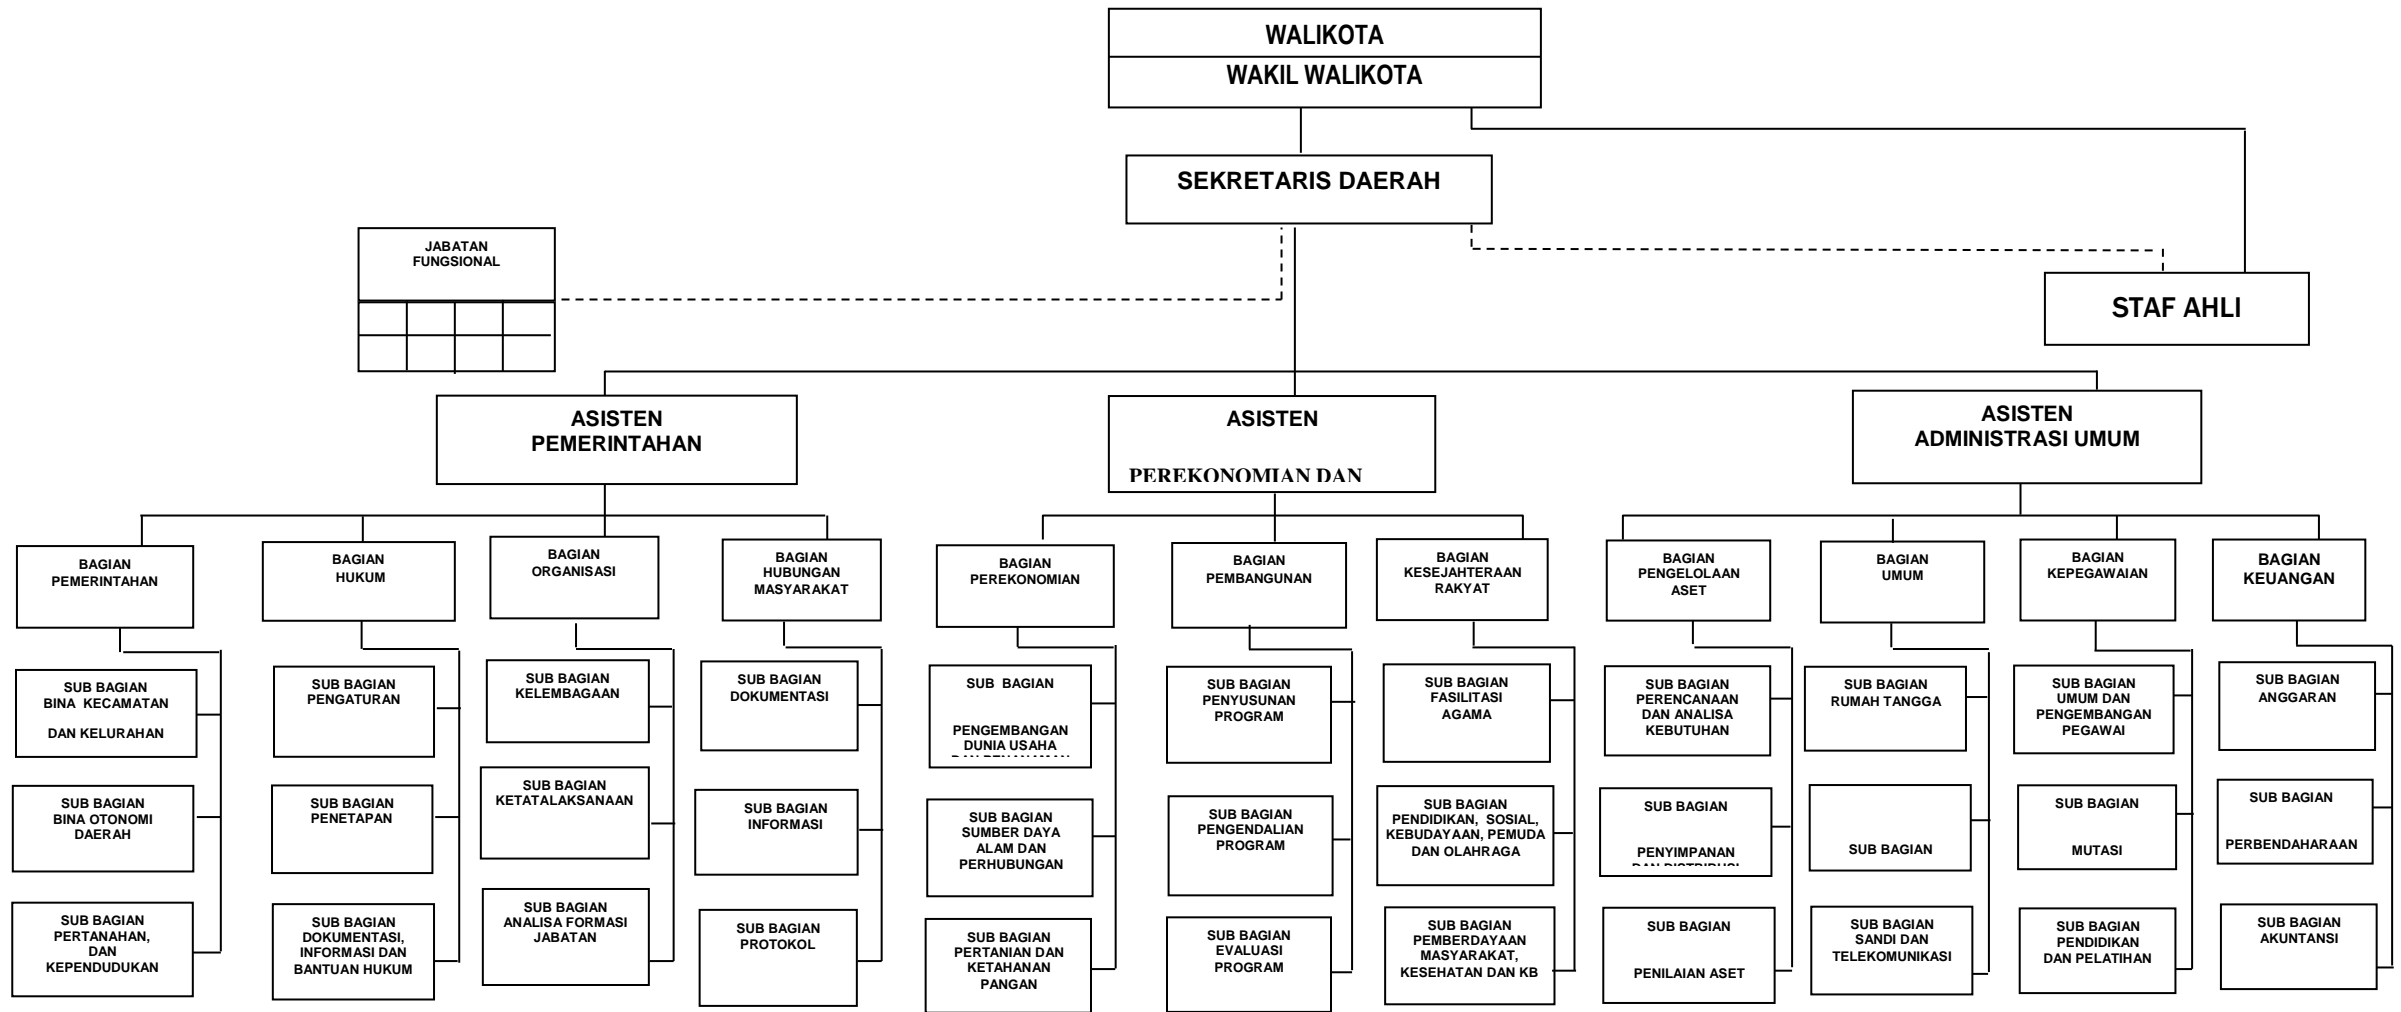 WALIKOTA
WAKIL WALIKOTA
SEKRETARIS DAERAH
JABATAN
FUNGSIONAL
STAF AHLI
ASISTEN
PEMERINTAHAN
ASISTEN
PEREKONOMIAN DAN
ASISTEN
ADMINISTRASI UMUM
BAGIAN
PEMERINTAHAN
BAGIAN
HUKUM
BAGIAN
ORGANISASI
BAGIAN
HUBUNGAN
MASYARAKAT
BAGIAN
PEREKONOMIAN
BAGIAN
PEMBANGUNAN
BAGIAN
KESEJAHTERAAN
RAKYAT
BAGIAN
PENGELOLAAN
ASET
BAGIAN
UMUM
BAGIAN
KEPEGAWAIAN
BAGIAN
KEUANGAN
SUB BAGIAN
BINA KECAMATAN
DAN KELURAHAN
SUB BAGIAN
PENGATURAN
SUB BAGIAN
KELEMBAGAAN
SUB BAGIAN
DOKUMENTASI
SUB BAGIAN
PENGEMBANGAN
DUNIA USAHA
DAN PENANAMAN
SUB BAGIAN
PENYUSUNAN
PROGRAM
SUB BAGIAN
FASILITASI
AGAMA
SUB BAGIAN
PERENCANAAN
DAN ANALISA
KEBUTUHAN
SUB BAGIAN
RUMAH TANGGA
SUB BAGIAN
UMUM DAN
PENGEMBANGAN
PEGAWAI
SUB BAGIAN
ANGGARAN
SUB BAGIAN
BINA OTONOMI
DAERAH
SUB BAGIAN
PENETAPAN
SUB BAGIAN
KETATALAKSANAAN
SUB BAGIAN
INFORMASI
SUB BAGIAN
SUMBER DAYA
ALAM DAN
PERHUBUNGAN
SUB BAGIAN
PENGENDALIAN
PROGRAM
SUB BAGIAN
PENDIDIKAN, SOSIAL,
KEBUDAYAAN, PEMUDA
DAN OLAHRAGA
SUB BAGIAN
PENYIMPANAN
DAN DISTRIBUSI
SUB BAGIAN
SUB BAGIAN
MUTASI
SUB BAGIAN
PERBENDAHARAAN
SUB BAGIAN
PERTANAHAN,
DAN
KEPENDUDUKAN
SUB BAGIAN
DOKUMENTASI,
INFORMASI DAN
BANTUAN HUKUM
SUB BAGIAN
ANALISA FORMASI
JABATAN
SUB BAGIAN
PROTOKOL
SUB BAGIAN
PERTANIAN DAN
KETAHANAN
PANGAN
SUB BAGIAN
EVALUASI
PROGRAM
SUB BAGIAN
PEMBERDAYAAN
MASYARAKAT,
KESEHATAN DAN KB
SUB BAGIAN
PENILAIAN ASET
SUB BAGIAN
SANDI DAN
TELEKOMUNIKASI
SUB BAGIAN
PENDIDIKAN
DAN PELATIHAN
SUB BAGIAN
AKUNTANSI